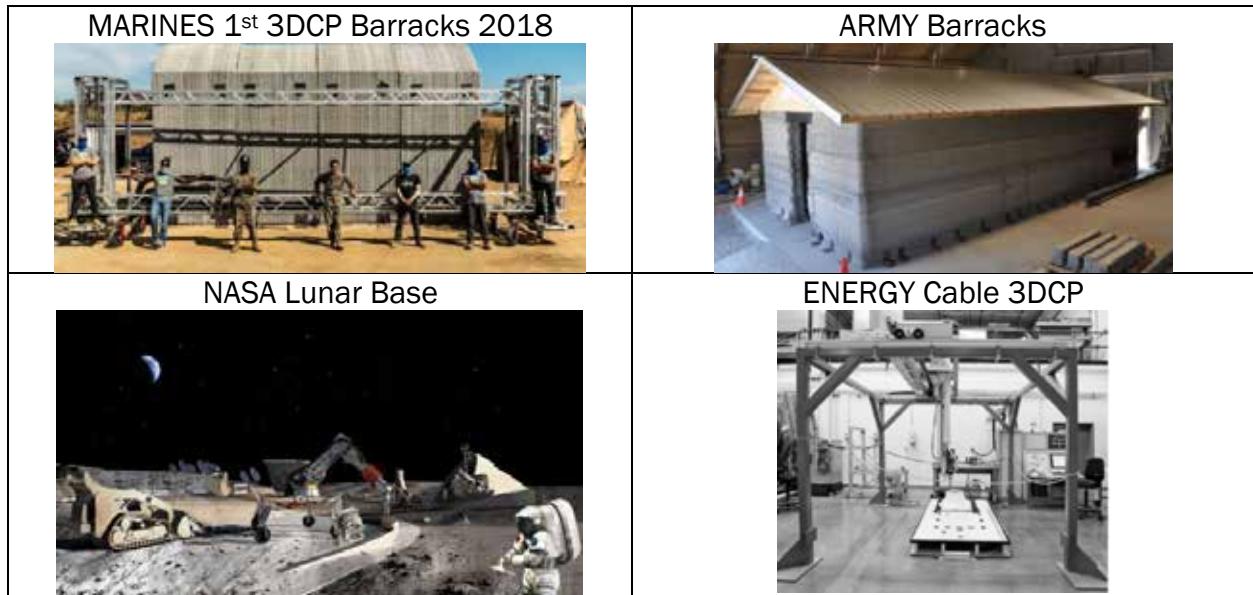 MARINES 1st 3DCP Barracks 2018
ARMY Barracks
NASA Lunar Base
ENERGY Cable 3DCP